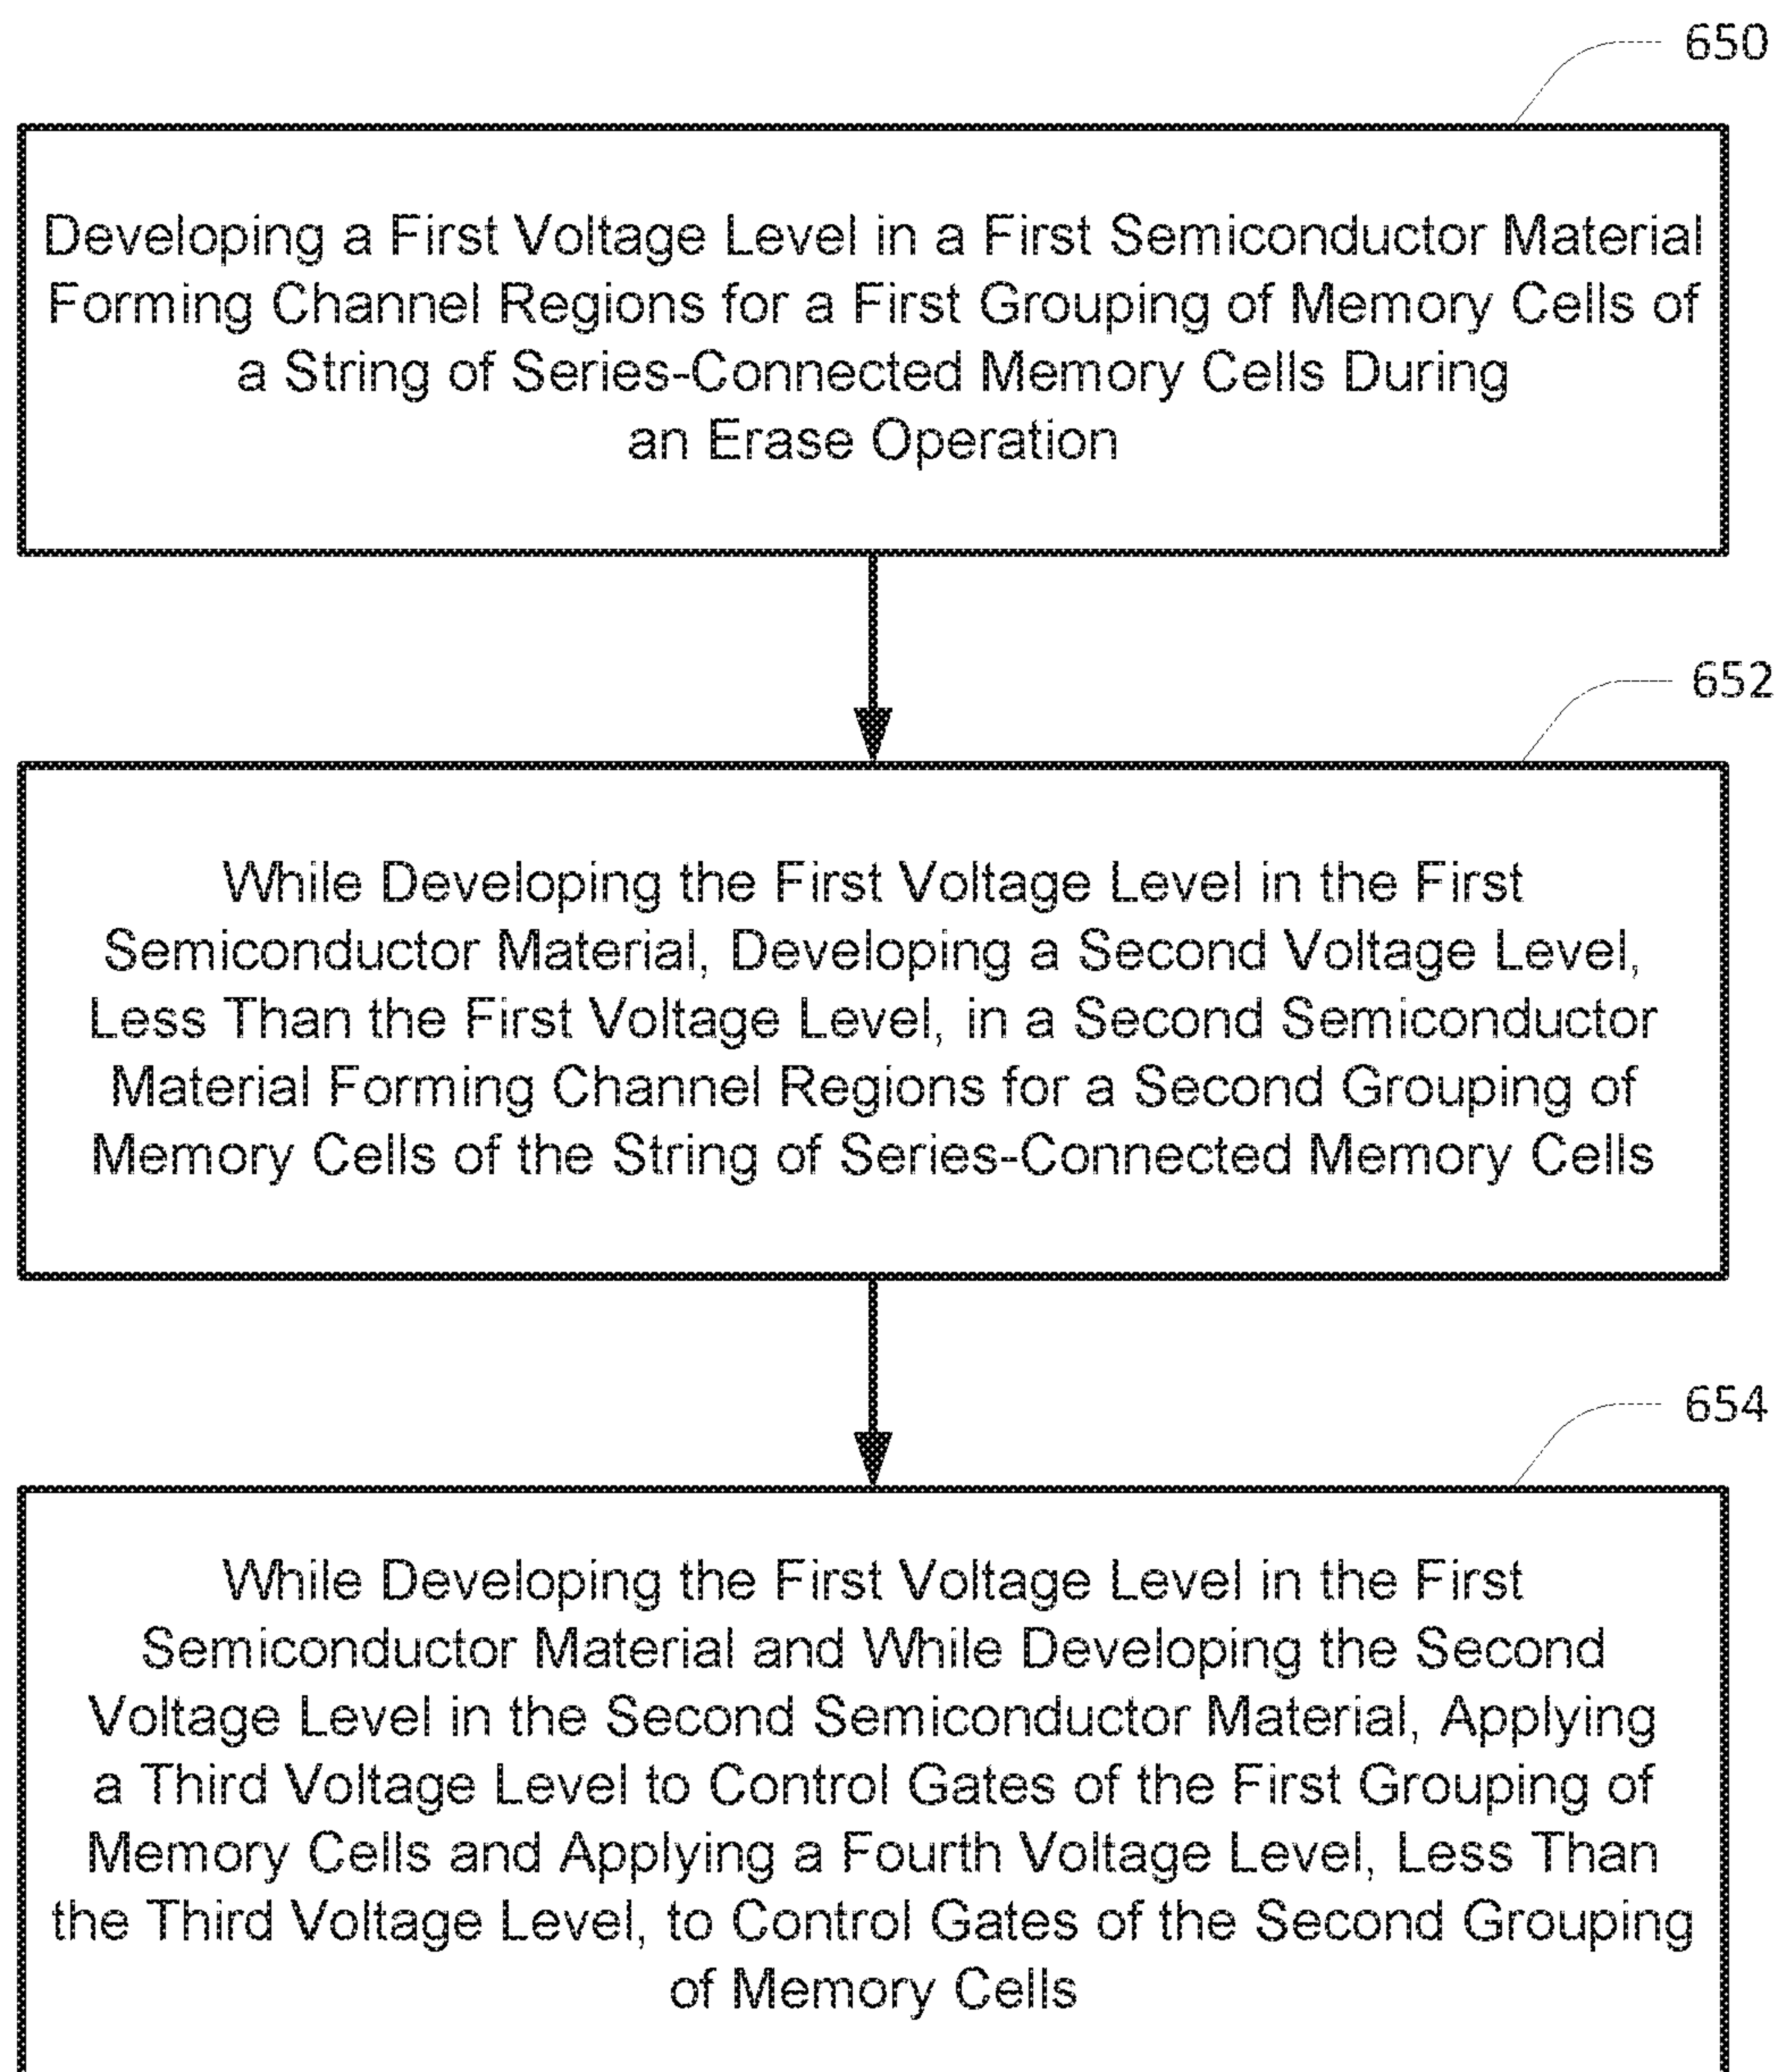 650
Developing a First Voltage Level in a First Semiconductor Material
Forming Channel Regions for a First Grouping of Memory Cells of
a String of Series-Connected Memory Cells During
an Erase Operation
652
While Developing the First Voltage Level in the First
Semiconductor Material, Developing a Second Voltage Level,
Less Than the First Voltage Level, in a Second Semiconductor
Material Forming Channel Regions for a Second Grouping of
Memory Cells of the String of Series-Connected Memory Cells
654
While Developing the First Voltage Level in the First
Semiconductor Material and While Developing the Second
Voltage Level in the Second Semiconductor Material, Applying
a Third Voltage Level to Control Gates of the First Grouping of
Memory Cells and Applying a Fourth Voltage Level, Less Than
the Third Voltage Level, to Control Gates of the Second Grouping
of Memory Cells